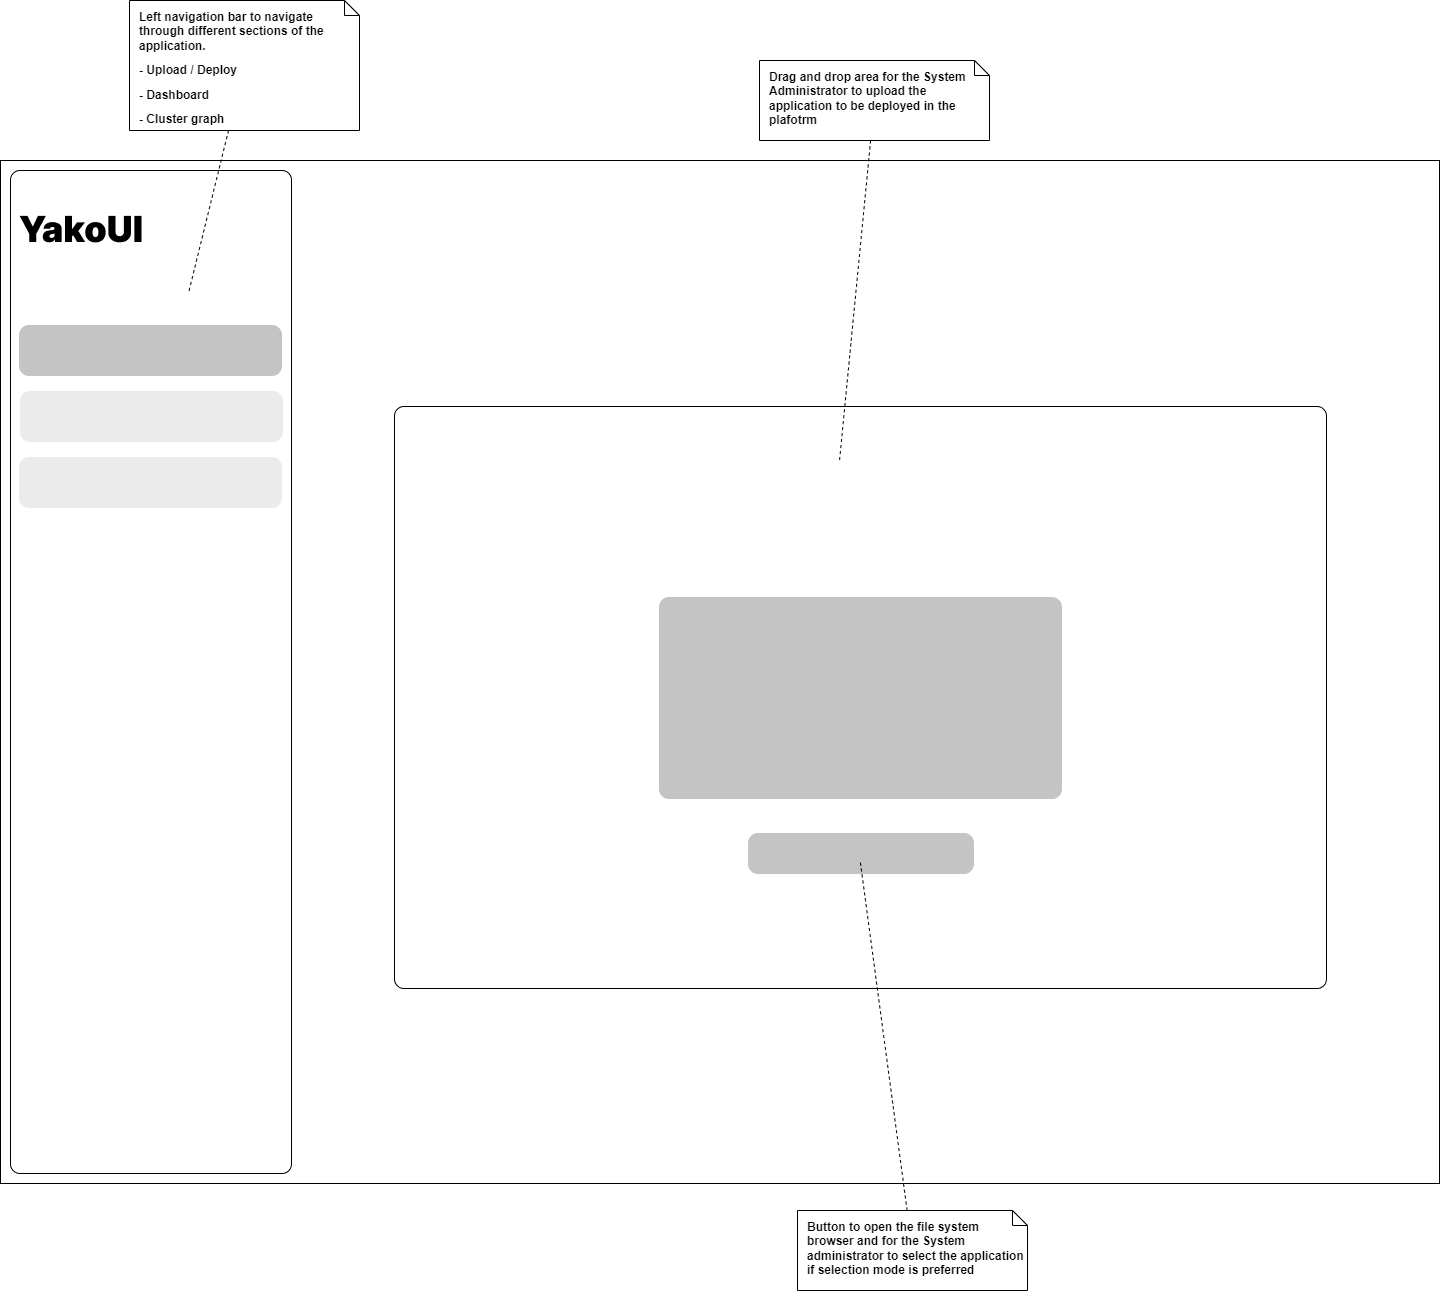 Left navigation bar to navigate
through different sections of the
application.
- Upload / Deploy
- Dashboard
- Cluster graph
Drag and drop area for the System
Administrator to upload the
application to be deployed in the
plafotrm
YakoUI
Button to open the file system
browser and for the System
administrator to select the application
if selection mode is preferred